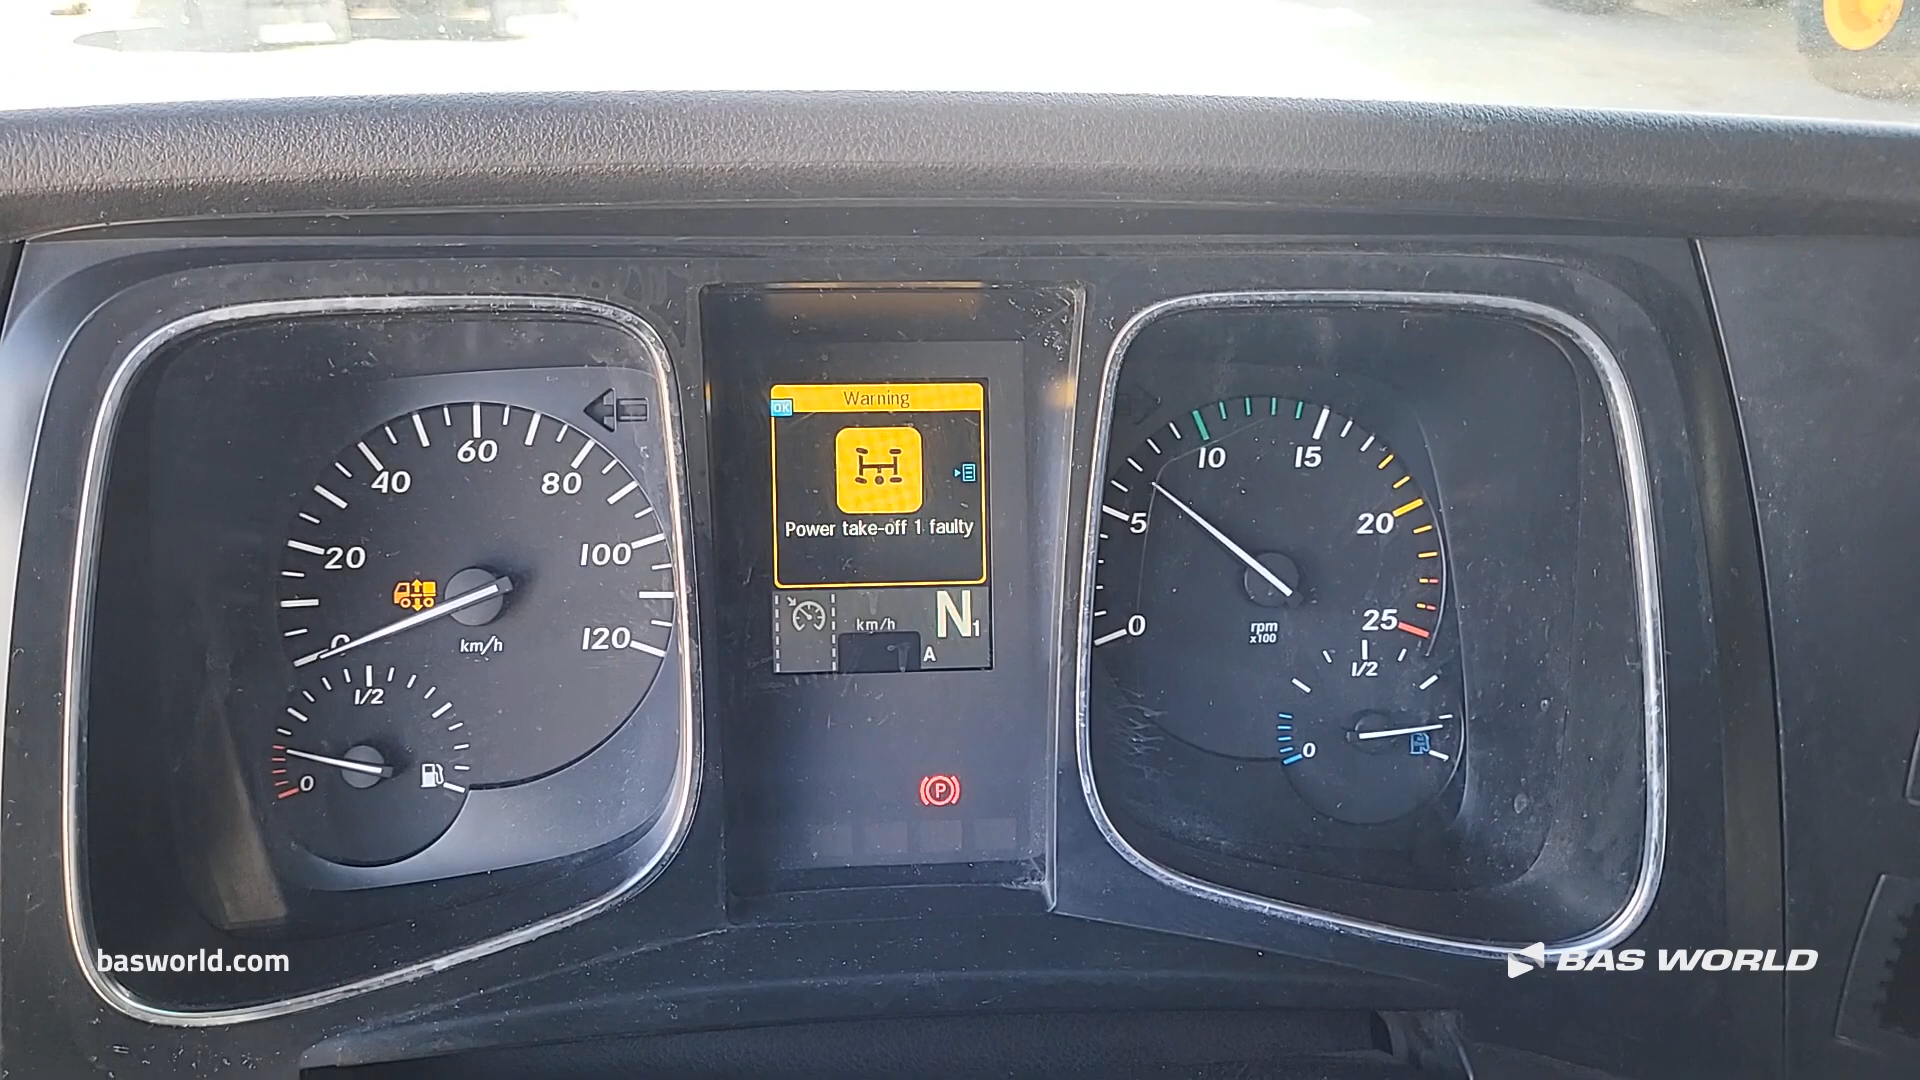 Warning
OK
Power take-off 1 faulty
km/h
N1
A
0
20
40
60
80
100
120
km/h
0
1/2
P
0
5
10
15
20
25
rpm
x100
0
1/2
basworld.com
BAS WORLD